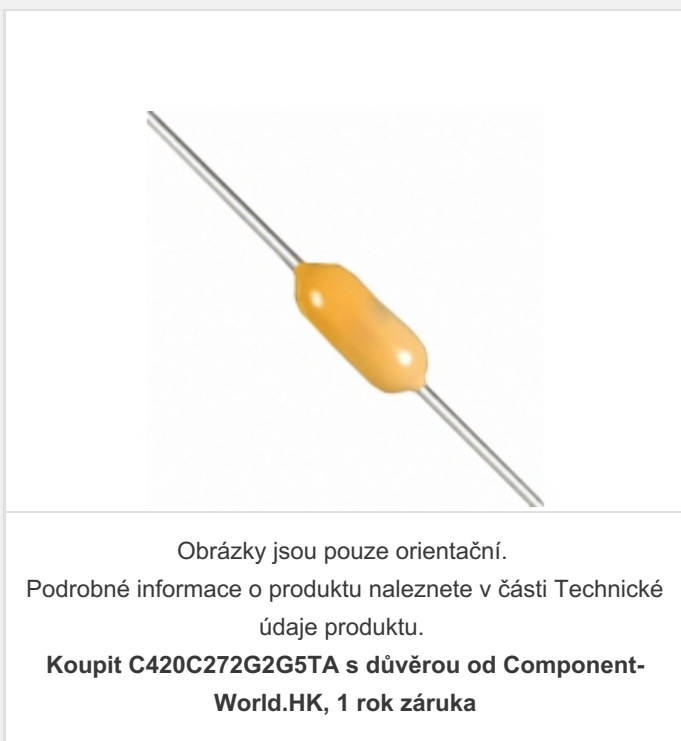 Obrázky jsou pouze orientační.
Podrobné informace o produktu naleznete v části Technické
údaje produktu.
Koupit C420C272G2G5TA s důvěrou od Component-
World.HK, 1 rok záruka